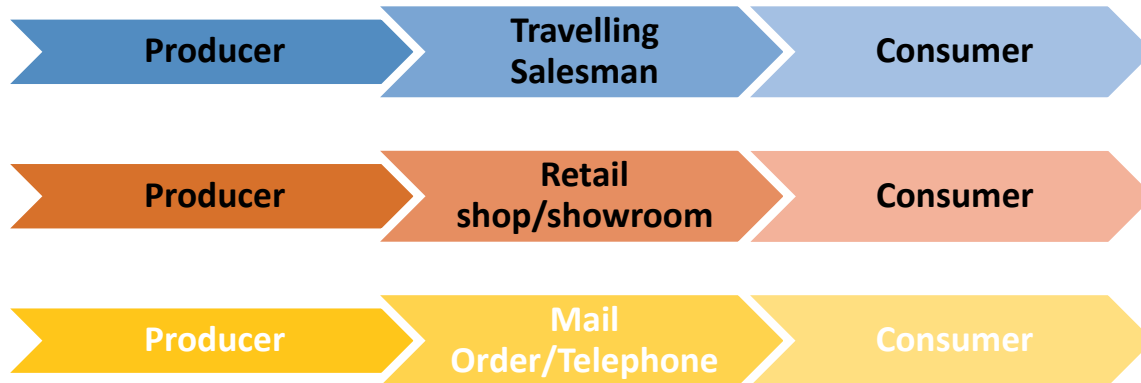 Producer
Travelling
Salesman
Consumer
Producer
Retail
shop/showroom
Consumer
Producer
Mail
Order/Telephone
Consumer